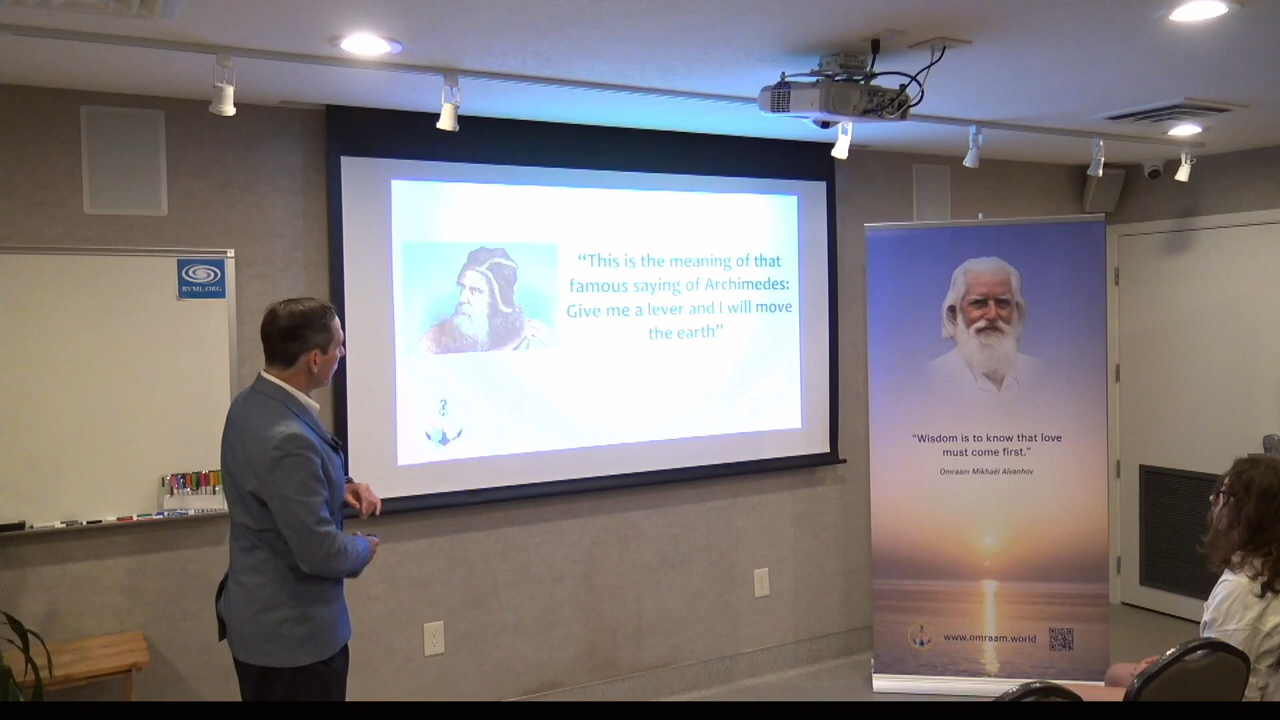 BVML.ORG
“This is the meaning of that
famous saying of Archimedes:
Give me a lever and I will move
the earth”
“Wisdom is to know that love
must come first.”
Omraam Mikhaël Aïvanhov
www.omraam.world